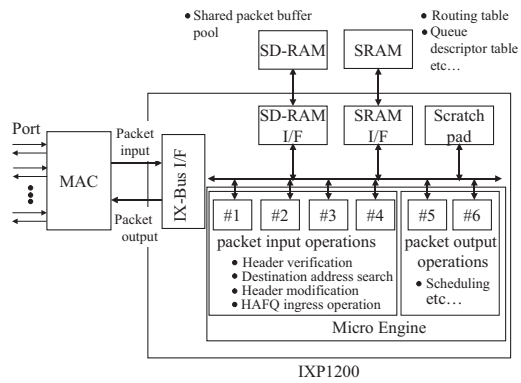 ● Shared packet buffer
pool
● Routing table
● Queue
descriptor table
etc…
SD-RAM
SRAM
Port
Packet
input
MAC
Packet
output
IX-Bus I/F
SD-RAM
I/F
SRAM
I/F
Scratch
pad
#1 #2 #3 #4 #5 #6
packet input operations
● Header verification
● Destination address search
● Header modification
● HAFQ ingress operation
packet output
operations
● Scheduling
etc…
Micro Engine
IXP1200